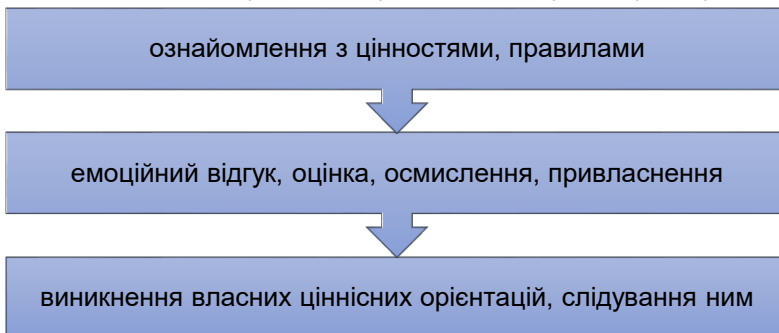 ознайомлення з цінностями, правилами
емоційний відгук, оцінка, осмислення, привласнення
виникнення власних ціннісних орієнтацій, слідування ним